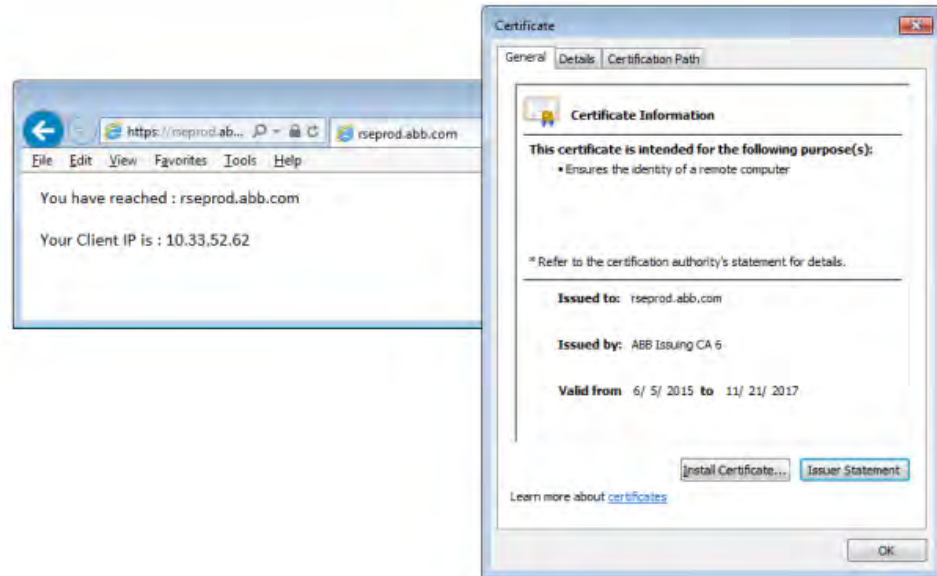 https://rseprod.ab...
rseprod.abb.com
File Edit View Favorites Tools Help
You have reached : rseprod.abb.com
Your Client IP is : 10.33.52.62
Certificate
General Details Certification Path
Certificate Information
This certificate is intended for the following purpose(s):
• Ensures the identity of a remote computer
* Refer to the certification authority's statement for details.
Issued to: rseprod.abb.com
Issued by: ABB Issuing CA 6
Valid from 6/ 5/ 2015 to 11/ 21/ 2017
Install Certificate... Issuer Statement
Learn more about certificates
OK